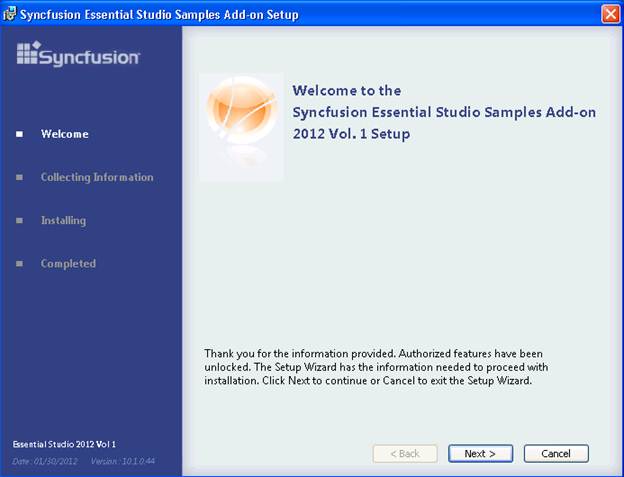 Syncfusion Essential Studio Samples Add-on Setup
Syncfusion
Welcome
Collecting Information
Installing
Completed
Welcome to the
Syncfusion Essential Studio Samples Add-on
2012 Vol. 1 Setup
Thank you for the information provided. Authorized features have been
unlocked. The Setup Wizard has the information needed to proceed with
installation. Click Next to continue or Cancel to exit the Setup Wizard.
Essential Studio 2012 Vol 1
Date : 01/30/2012 Version : 10.1.0.44
< Back
Next >
Cancel